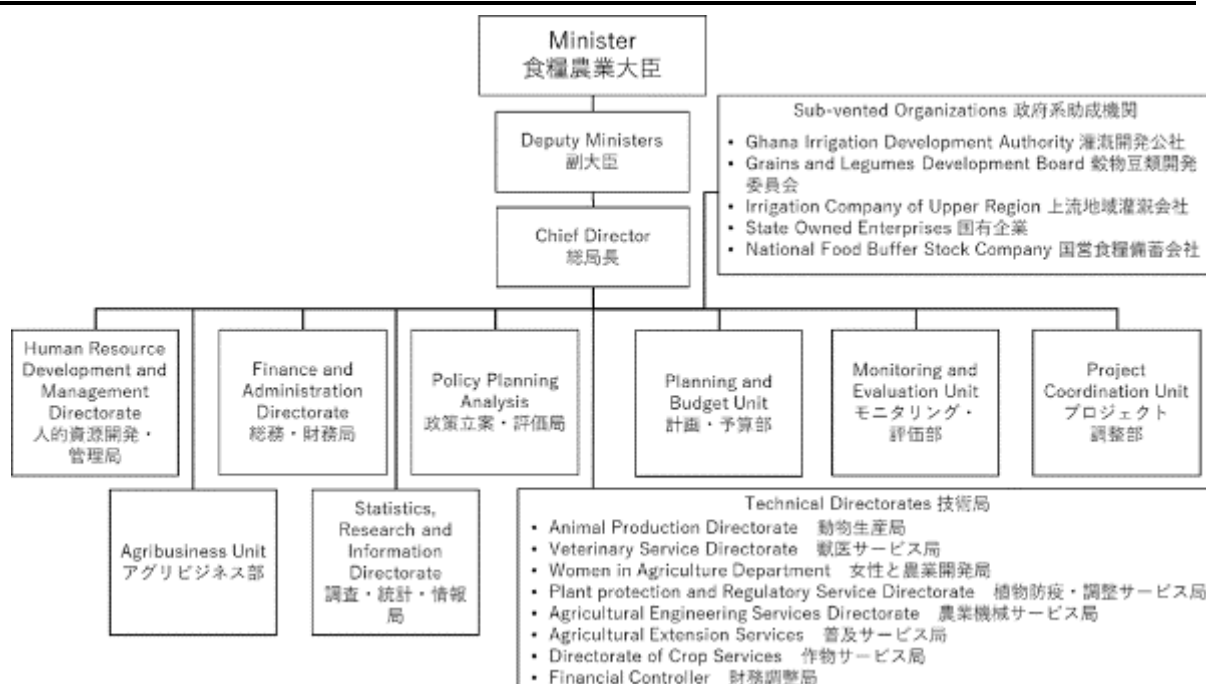 Minister
食糧農業大臣
Sub-vented Organizations 政府系助成機関
• Ghana Irrigation Development Authority 灌漑開発公社
• Grains and Legumes Development Board 穀物豆類開発
委員会
• Irrigation Company of Upper Region 上流地域灌漑会社
• State Owned Enterprises 国有企業
• National Food Buffer Stock Company 国営食糧備蓄会社
Deputy Ministers
副大臣
Chief Director
総局長
Human Resource
Development and
Management
Directorate
人的資源開発・
管理局
Finance and
Administration
Directorate
総務・財務局
Policy Planning
Analysis
政策立案・評価局
Planning and
Budget Unit
計画・予算部
Monitoring and
Evaluation Unit
モニタリング・
評価部
Project
Coordination Unit
プロジェクト
調整部
Agribusiness Unit
アグリビジネス部
Statistics,
Research and
Information
Directorate
調査・統計・情報
局
Technical Directorates 技術局
• Animal Production Directorate 動物生産局
• Veterinary Service Directorate 獣医サービス局
• Women in Agriculture Department 女性と農業開発局
• Plant protection and Regulatory Service Directorate 植物防疫・調整サービス局
• Agricultural Engineering Services Directorate 農業機械サービス局
• Agricultural Extension Services 普及サービス局
• Directorate of Crop Services 作物サービス局
• Financial Controller 財務調整局